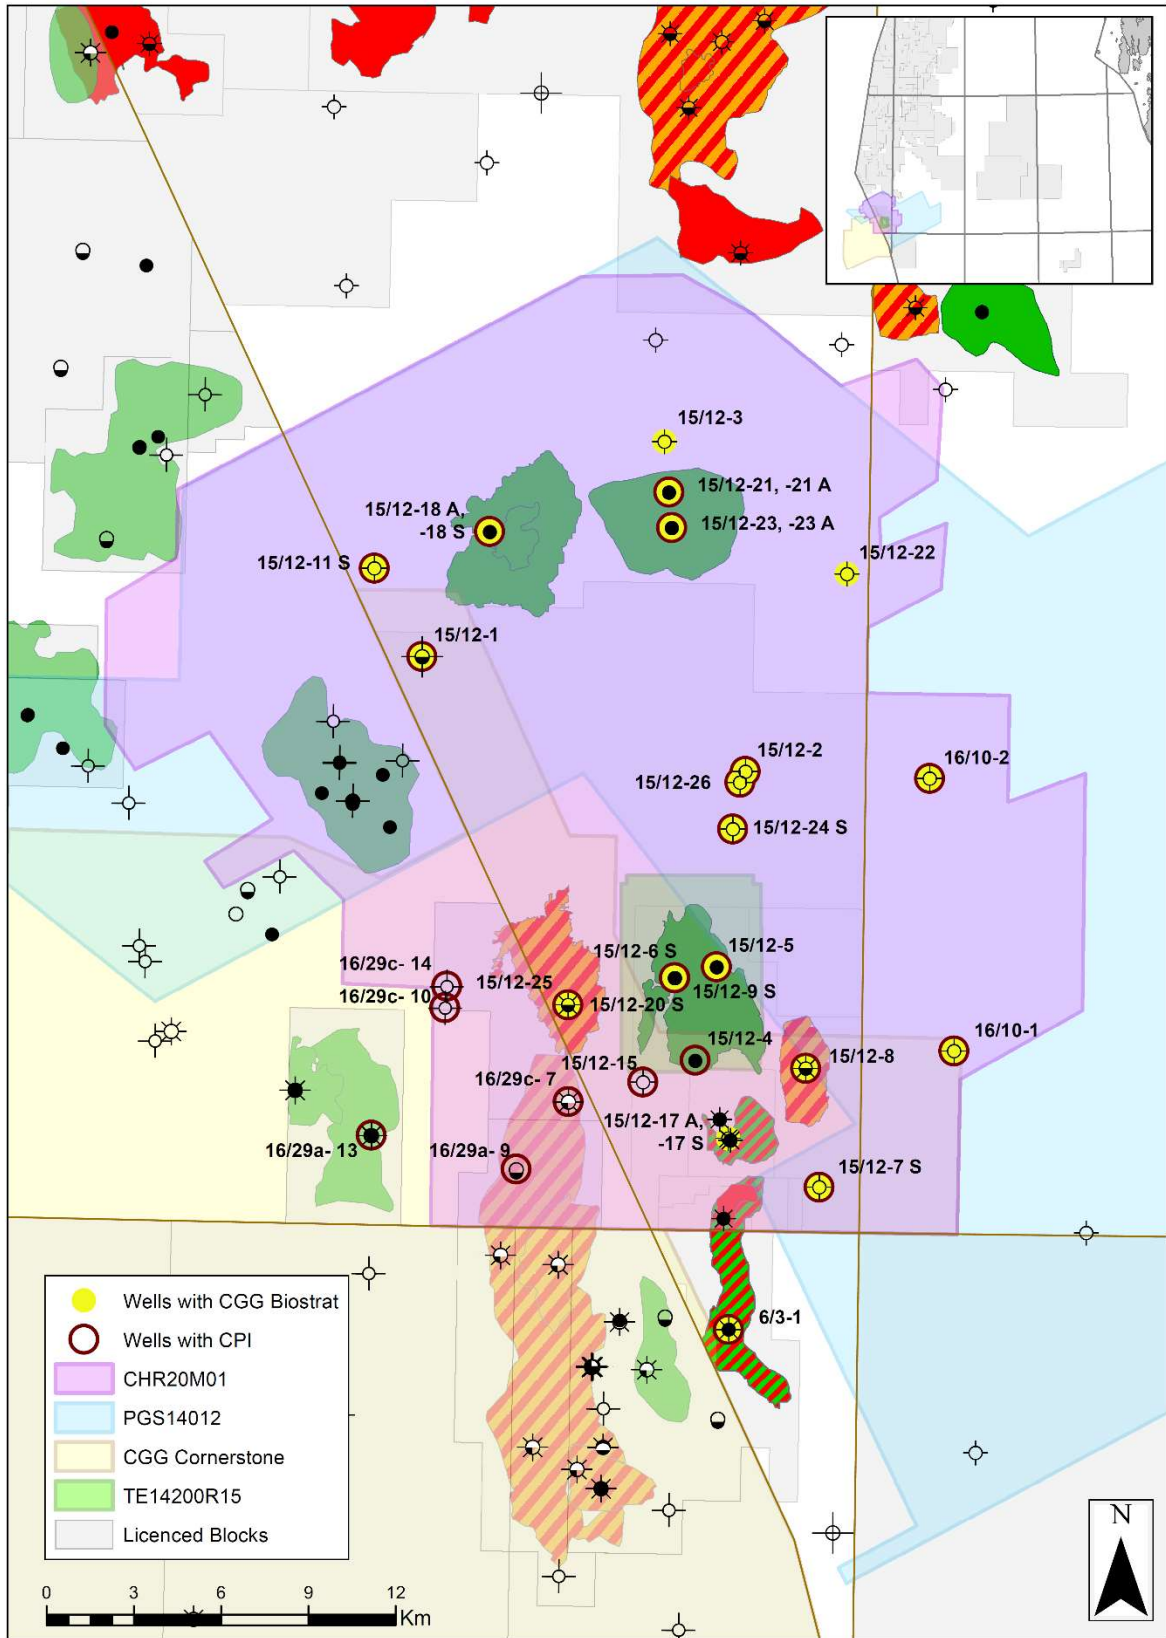 15/12-3
15/12-21, -21 A
15/12-18 A,
-18 S
15/12-23, -23 A
15/12-11 S
15/12-22
15/12-1
15/12-2
16/10-2
15/12-26
15/12-24 S
15/12-6 S
15/12-5
16/29c- 14
15/12-25
15/12-9 S
16/29c- 10
15/12-20 S
15/12-4
16/10-1
15/12-15
15/12-8
16/29c- 7
15/12-17 A,
-17 S
16/29a- 13
16/29a- 9
15/12-7 S
6/3-1
Wells with CGG Biostrat
Wells with CPI
CHR20M01
PGS14012
CGG Cornerstone
TE14200R15
Licenced Blocks
0 3 6 9 12
Km
N